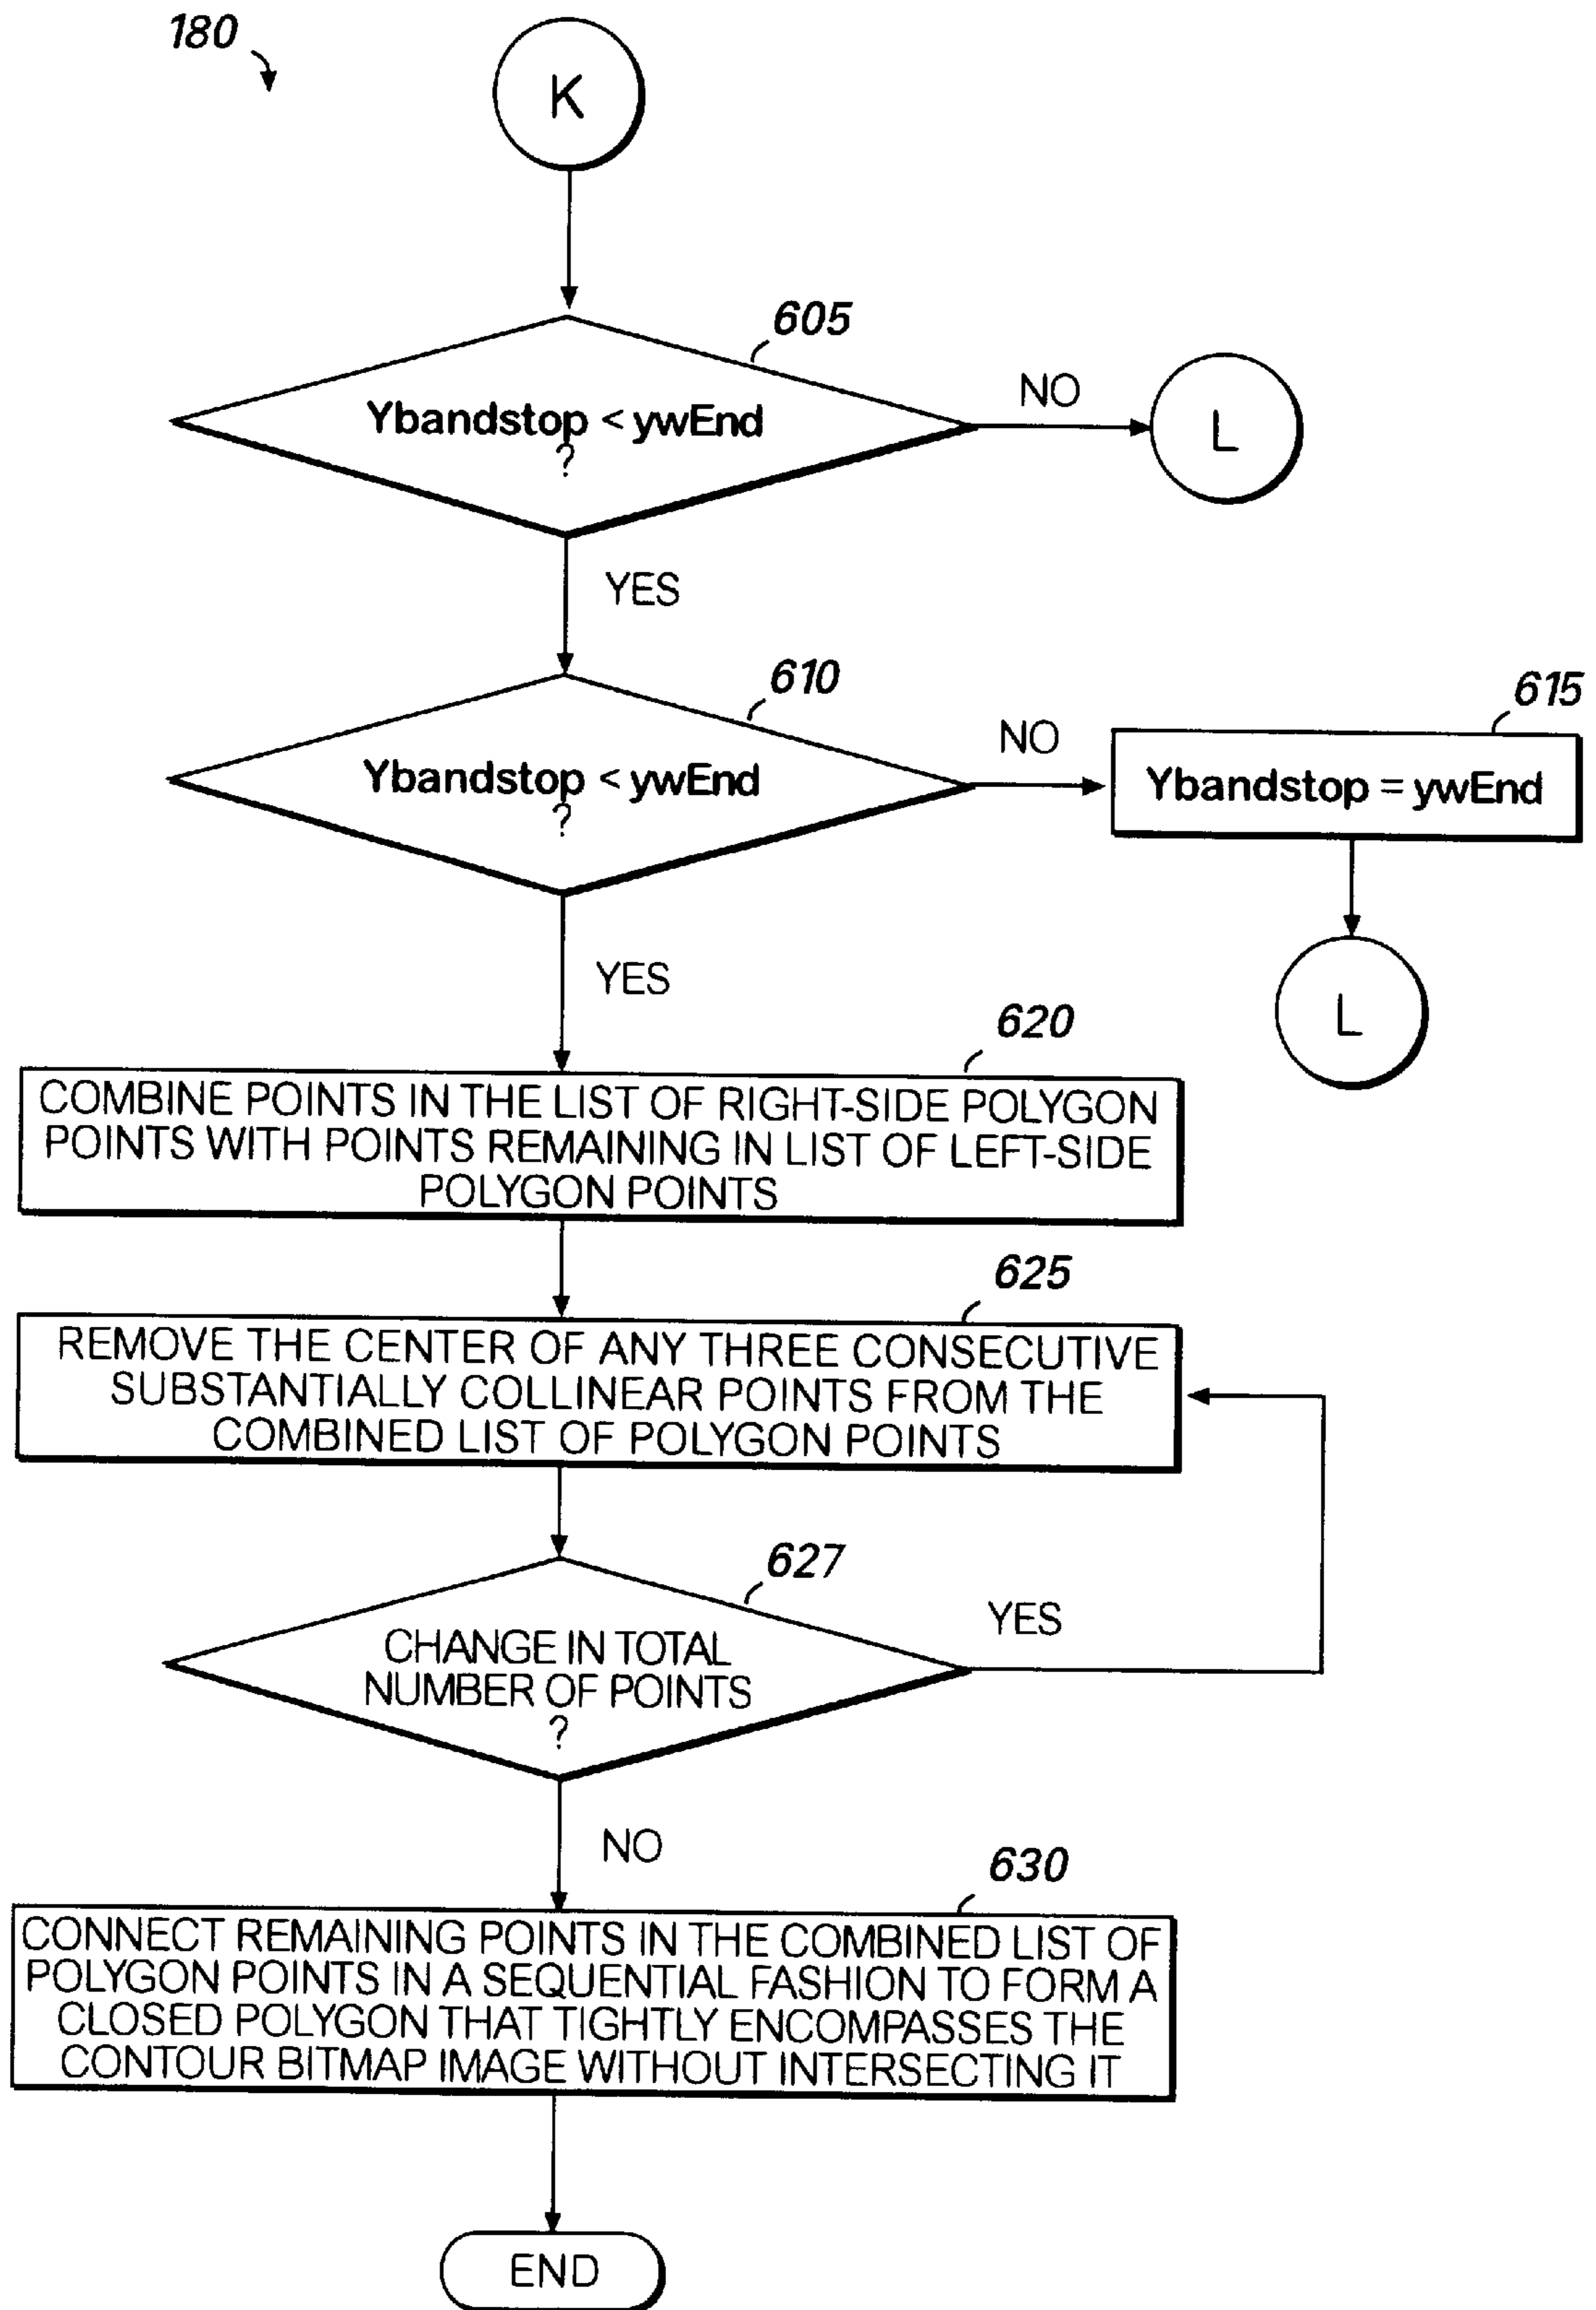 180
K
605
Ybandstop < ywEnd
?
NO
L
YES
610
Ybandstop < ywEnd
?
NO
615
Ybandstop = ywEnd
L
YES
620
COMBINE POINTS IN THE LIST OF RIGHT-SIDE POLYGON
POINTS WITH POINTS REMAINING IN LIST OF LEFT-SIDE
POLYGON POINTS
625
REMOVE THE CENTER OF ANY THREE CONSECUTIVE
SUBSTANTIALLY COLLINEAR POINTS FROM THE
COMBINED LIST OF POLYGON POINTS
627
CHANGE IN TOTAL
NUMBER OF POINTS
?
YES
NO
630
CONNECT REMAINING POINTS IN THE COMBINED LIST OF
POLYGON POINTS IN A SEQUENTIAL FASHION TO FORM A
CLOSED POLYGON THAT TIGHTLY ENCOMPASSES THE
CONTOUR BITMAP IMAGE WITHOUT INTERSECTING IT
END